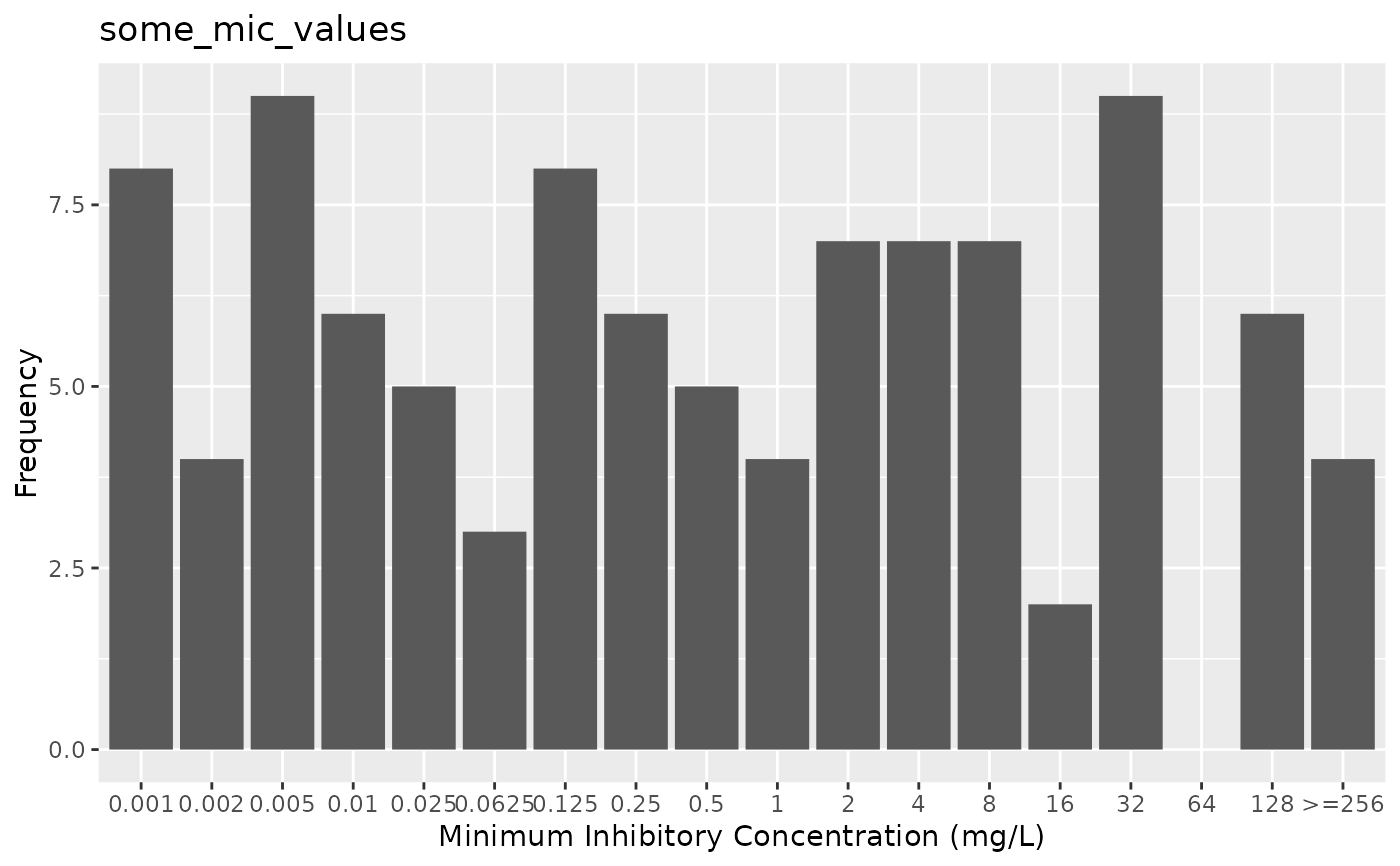 some_mic_values
Frequency
7.5
5.0
2.5
0.0
0.001 0.002 0.005 0.01 0.025 0.0625 0.125 0.25 0.5 1 2 4 8 16 32 64 128 >=256
Minimum Inhibitory Concentration (mg/L)